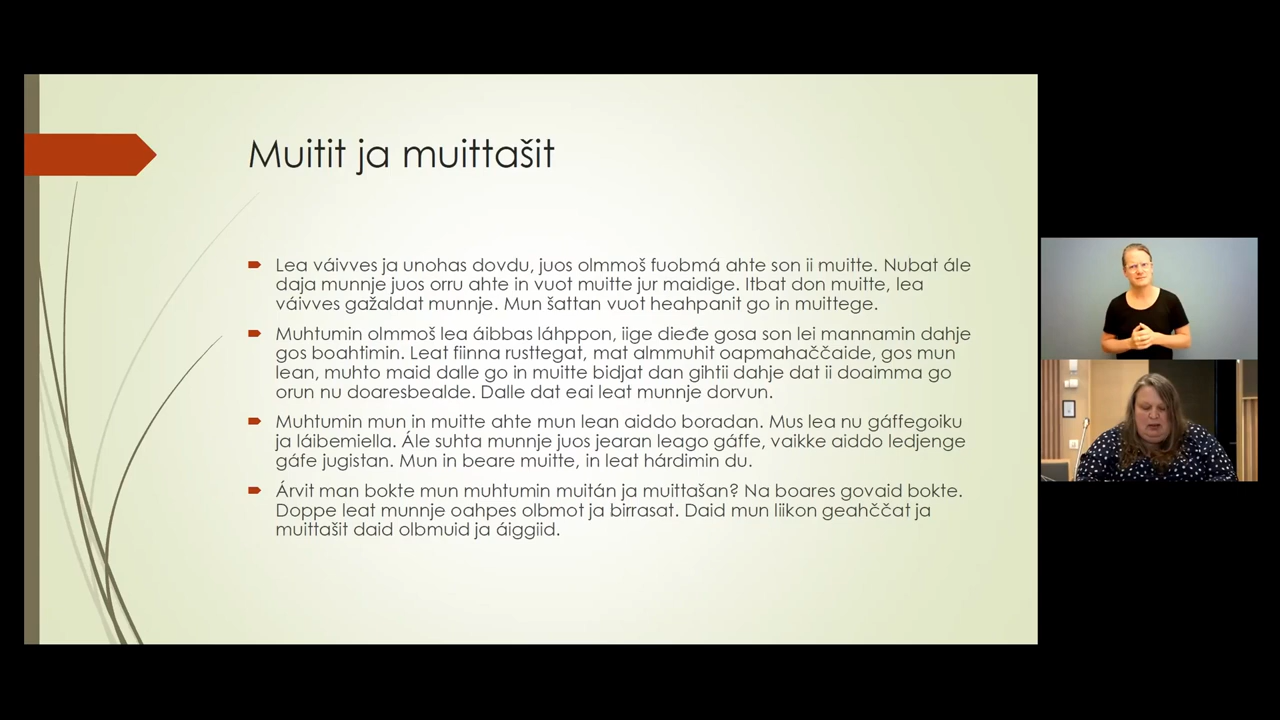 Muitit ja muittašit
Lea váivves ja unohas dovdu, juos olmmoš fuobmá ahte son ii muitte. Nubat ále
daja munnje juos orru ahte in vuot muitte jur maidige. Itbat don muitte, lea
váivves gažaldat munnje. Mun šattan vuot heahpanit go in muittege.
Muhtumin olmmoš lea áibbas láhppon, iige dieđe gosa son lei mannamin dahje
gos boahtimin. Leat fiinna rusttegat, mat almmuhit oapmahaččaide, gos mun
lean, muhto maid dalle go in muitte bidjat dan gihtii dahje dat ii doaimma go
orun nu doaresbealde. Dalle dat eai leat munnje dorvun.
Muhtumin mun in muitte ahte mun lean aiddo boradan. Mus lea nu gáffegoiku
ja láibemiella. Ále suhta munnje juos jearan leago gáffe, vaikke aiddo ledjenge
gáfe jugistan. Mun in beare muitte, in leat hárdimin du.
Árvit man bokte mun muhtumin muitán ja muittašan? Na boares govaid bokte.
Doppe leat munnje oahpes olbmot ja birrasat. Daid mun liikon geahččat ja
muittašit daid olbmuid ja áiggiid.